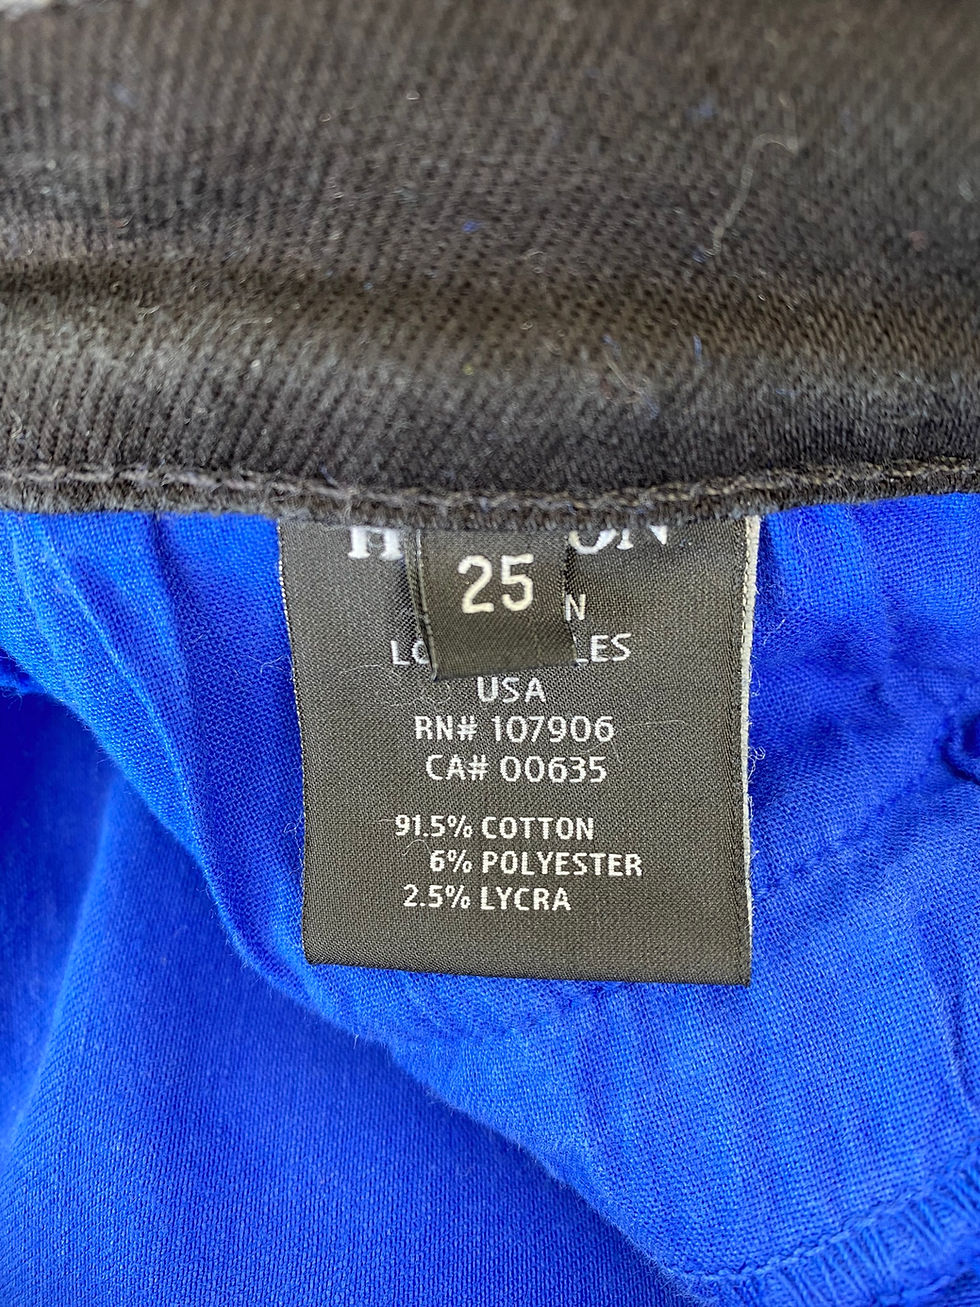 25
USA
RN# 107906
CA# 00635
91.5% COTTON
6% POLYESTER
2.5% LYCRA